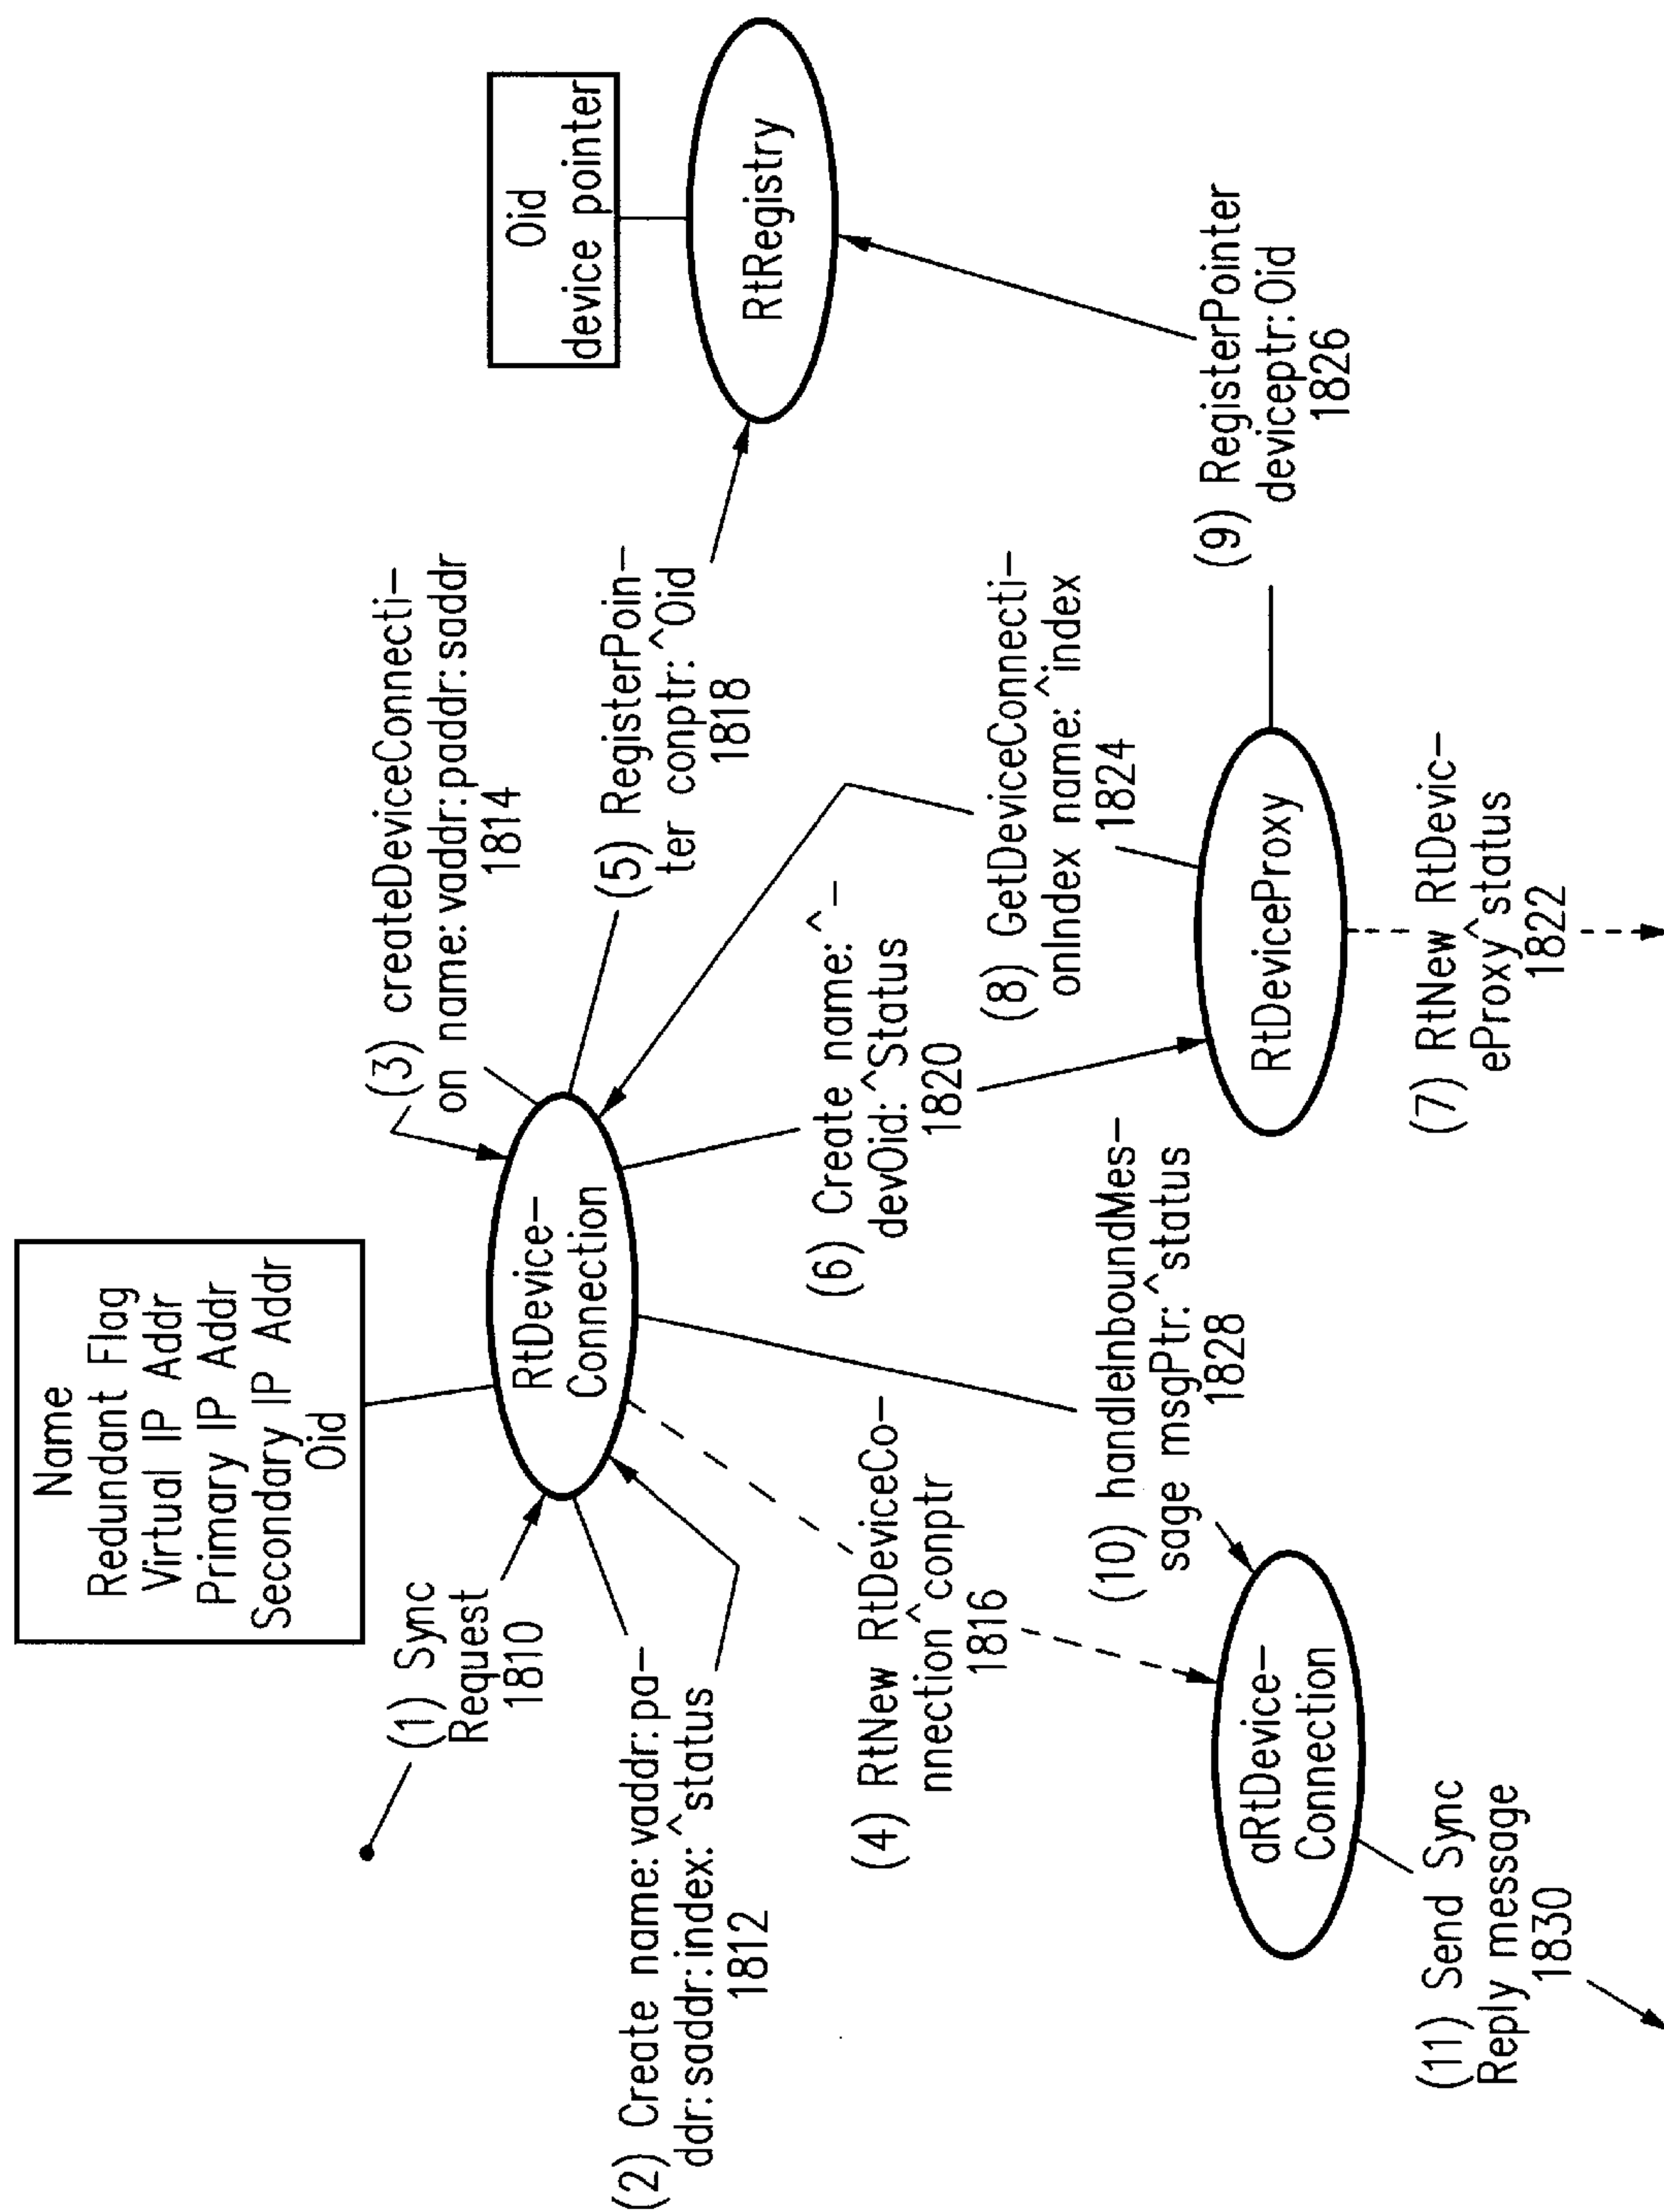 Name
Redundant Flag
Virtual IP Addr
Primary IP Addr
Secondary IP Addr
Oid
(1) Sync
Request
1810
RtDevice-
Connection
(2) Create name:vaddr:pa-
ddr:saddr:index:^status
1812
(3) createDeviceConnecti-
on name:vaddr:paddr:saddr
1814
(4) RtNew RtDeviceCo-
nnection^conptr
1816
(5) RegisterPoin-
ter conptr:^Oid
1818
Oid
device pointer
RtRegistry
(6) Create name:^-
devOid:^Status
1820
(8) GetDeviceConnecti-
onIndex name:^index
1824
(9) RegisterPointer
deviceptr:Oid
1826
(10) handleInboundMes-
sage msgPtr:^status
1828
aRtDevice-
Connection
RtDeviceProxy
(11) Send Sync
Reply message
1830
(7) RtNew RtDevic-
eProxy^status
1822